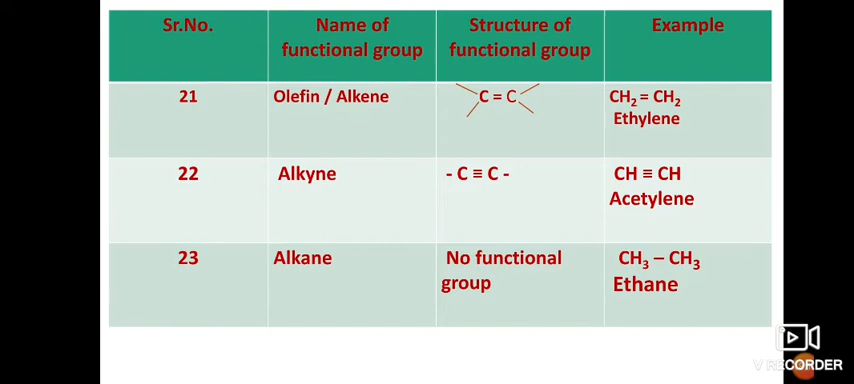 Sr.No.
Name of
functional group
Structure of
functional group
Example
21
Olefin / Alkene
C = C
CH₂ = CH₂
Ethylene
22
Alkyne
- C ≡ C -
CH ≡ CH
Acetylene
23
Alkane
No functional
group
CH₃ – CH₃
Ethane
V RECORDER